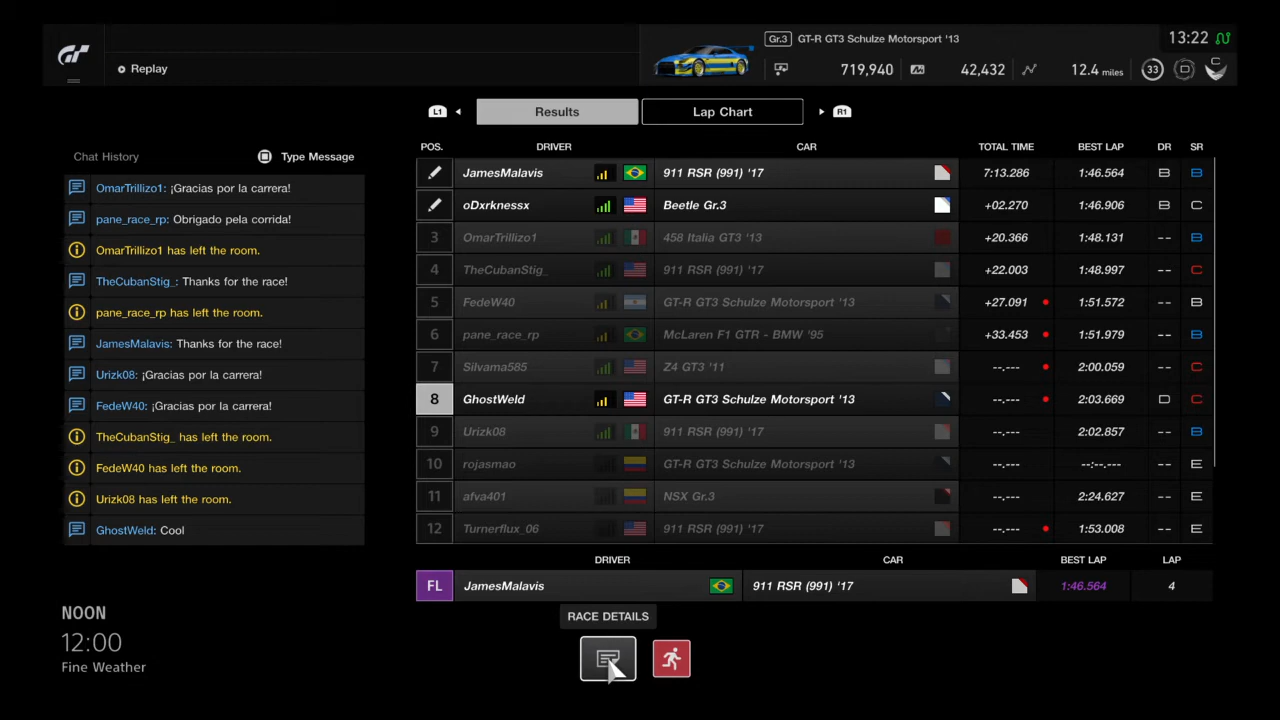 Replay
Gr.3 GT-R GT3 Schulze Motorsport '13
13:22
719,940 42,432 12.4 miles 33 D C
L1 Results Lap Chart R1
Chat History Type Message
OmarTrillizo1: ¡Gracias por la carrera!
pane_race_rp: Obrigado pela corrida!
OmarTrillizo1 has left the room.
TheCubanStig_: Thanks for the race!
pane_race_rp has left the room.
JamesMalavis: Thanks for the race!
Urizk08: ¡Gracias por la carrera!
FedeW40: ¡Gracias por la carrera!
TheCubanStig_ has left the room.
FedeW40 has left the room.
Urizk08 has left the room.
GhostWeld: Cool
POS. DRIVER CAR TOTAL TIME BEST LAP DR SR
JamesMalavis 911 RSR (991) '17 7:13.286 1:46.564 B B
oDxrknessx Beetle Gr.3 +02.270 1:46.906 B C
3 OmarTrillizo1 458 Italia GT3 '13 +20.366 1:48.131 -- B
4 TheCubanStig_ 911 RSR (991) '17 +22.003 1:48.997 -- C
5 FedeW40 GT-R GT3 Schulze Motorsport '13 +27.091 1:51.572 -- B
6 pane_race_rp McLaren F1 GTR - BMW '95 +33.453 1:51.979 -- B
7 Silvama585 Z4 GT3 '11 --.--- 2:00.059 -- C
8 GhostWeld GT-R GT3 Schulze Motorsport '13 --.--- 2:03.669 D C
9 Urizk08 911 RSR (991) '17 --.--- 2:02.857 -- B
10 rojasmao GT-R GT3 Schulze Motorsport '13 --.--- --:--.--- -- E
11 afva401 NSX Gr.3 --.--- 2:24.627 -- E
12 Turnerflux_06 911 RSR (991) '17 --.--- 1:53.008 -- E
DRIVER CAR BEST LAP LAP
FL JamesMalavis 911 RSR (991) '17 1:46.564 4
RACE DETAILS
NOON
12:00
Fine Weather